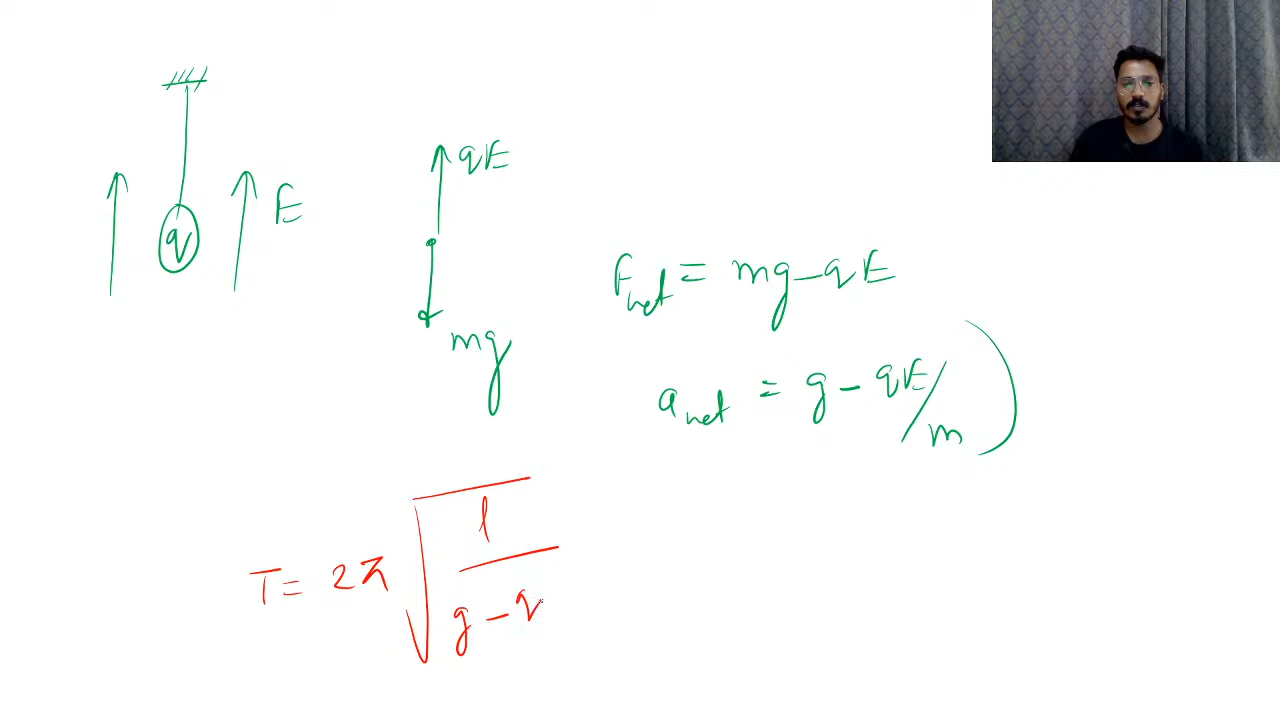 qE
q
E
F_net = mg - qE
mg
a_net = g - qE/m )
T = 2π √(l / (g - q